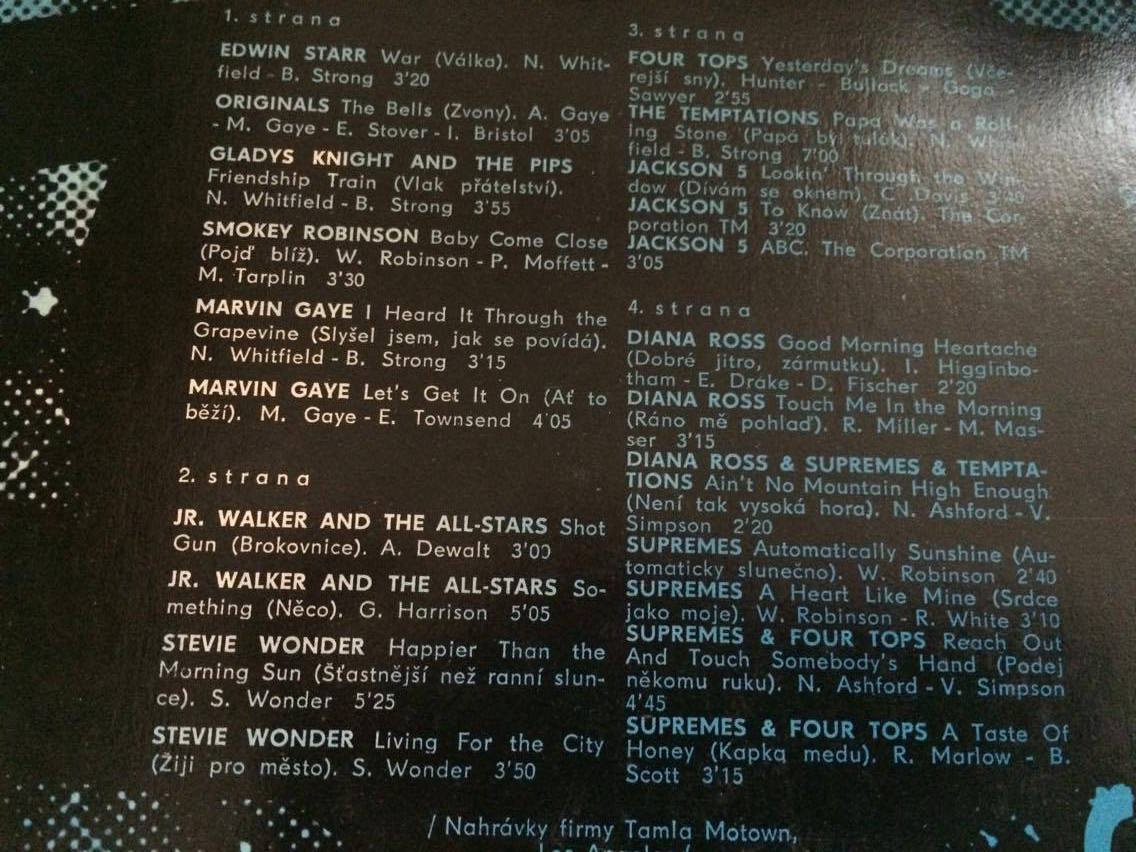 1. strana
EDWIN STARR War (Válka). N. Whit-
field - B. Strong 3'20
ORIGINALS The Bells (Zvony). A. Gaye
- M. Gaye - E. Stover - I. Bristol 3'05
GLADYS KNIGHT AND THE PIPS
Friendship Train (Vlak přátelství).
N. Whitfield - B. Strong 3'55
SMOKEY ROBINSON Baby Come Close
(Pojď blíž). W. Robinson - P. Moffett -
M. Tarplin 3'30
MARVIN GAYE I Heard It Through the
Grapevine (Slyšel jsem, jak se povídá).
N. Whitfield - B. Strong 3'15
MARVIN GAYE Let's Get It On (Ať to
běží). M. Gaye - E. Townsend 4'05
2. strana
JR. WALKER AND THE ALL-STARS Shot
Gun (Brokovnice). A. Dewalt 3'00
JR. WALKER AND THE ALL-STARS So-
mething (Něco). G. Harrison 5'05
STEVIE WONDER Happier Than the
Morning Sun (Šťastnější než ranní slun-
ce). S. Wonder 5'25
STEVIE WONDER Living For the City
(Žiji pro město). S. Wonder 3'50
3. strana
FOUR TOPS Yesterday's Dreams (Vče-
rejší sny). Hunter - Bullock - Goga -
Sawyer 2'55
THE TEMPTATIONS Papa Was a Roll-
ing Stone (Papá byl tulák). N. Whit-
field - B. Strong 7'00
JACKSON 5 Lookin' Through the Win-
dow (Dívám se oknem). C. Davis 3'40
JACKSON 5 To Know (Znát). The Cor-
poration TM 3'20
JACKSON 5 ABC. The Corporation TM
3'05
4. strana
DIANA ROSS Good Morning Heartache
(Dobré jitro, zármutku). I. Higginbo-
tham - E. Drake - D. Fischer 2'20
DIANA ROSS Touch Me In the Morning
(Ráno mě pohlaď). R. Miller - M. Mas-
ser 3'15
DIANA ROSS & SUPREMES & TEMPTA-
TIONS Ain't No Mountain High Enough
(Není tak vysoká hora). N. Ashford - V.
Simpson 2'20
SUPREMES Automatically Sunshine (Au-
tomaticky slunečno). W. Robinson 2'40
SUPREMES A Heart Like Mine (Srdce
jako moje). W. Robinson - R. White 3'10
SUPREMES & FOUR TOPS Reach Out
And Touch Somebody's Hand (Podej
někomu ruku). N. Ashford - V. Simpson
4'45
SUPREMES & FOUR TOPS A Taste Of
Honey (Kapka medu). R. Marlow - B.
Scott 3'15
/ Nahrávky firmy Tamla Motown,
Los Angeles /